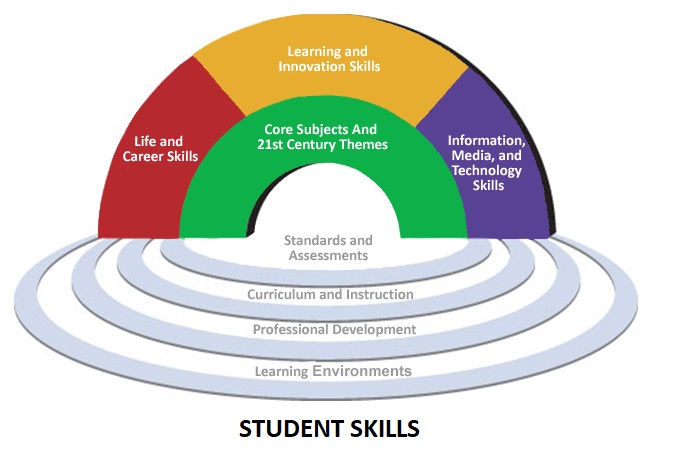 Learning and
Innovation Skills
Core Subjects And
21st Century Themes
Life and
Career Skills
Information,
Media, and
Technology
Skills
Standards and
Assessments
Curriculum and Instruction
Professional Development
Learning Environments
STUDENT SKILLS